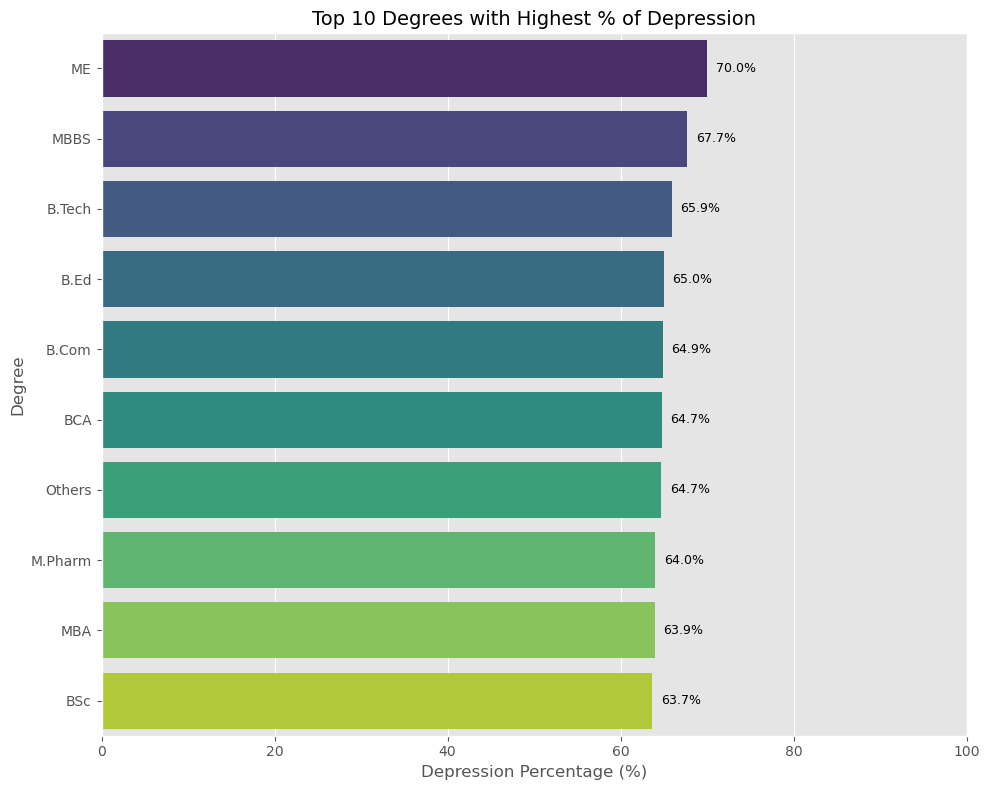 Top 10 Degrees with Highest % of Depression
Degree
ME 70.0%
MBBS 67.7%
B.Tech 65.9%
B.Ed 65.0%
B.Com 64.9%
BCA 64.7%
Others 64.7%
M.Pharm 64.0%
MBA 63.9%
BSc 63.7%
0 20 40 60 80 100
Depression Percentage (%)